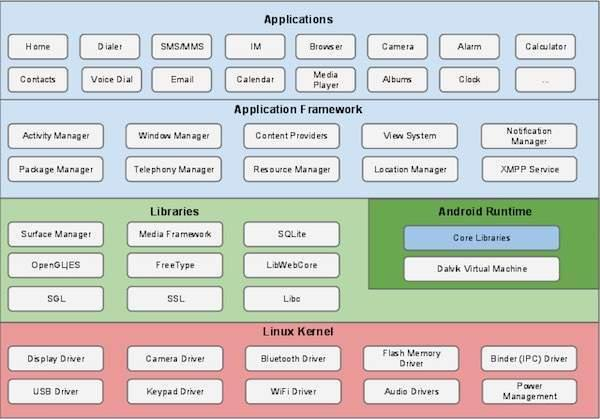 Applications
Home Dialer SMS/MMS IM Browser Camera Alarm Calculator
Contacts Voice Dial Email Calendar Media Player Albums Clock ...
Application Framework
Activity Manager Window Manager Content Providers View System Notification Manager
Package Manager Telephony Manager Resource Manager Location Manager XMPP Service
Libraries
Surface Manager Media Framework SQLite
OpenGL|ES FreeType LibWebCore
SGL SSL Libc
Android Runtime
Core Libraries
Dalvik Virtual Machine
Linux Kernel
Display Driver Camera Driver Bluetooth Driver Flash Memory Driver Binder (IPC) Driver
USB Driver Keypad Driver WiFi Driver Audio Drivers Power Management